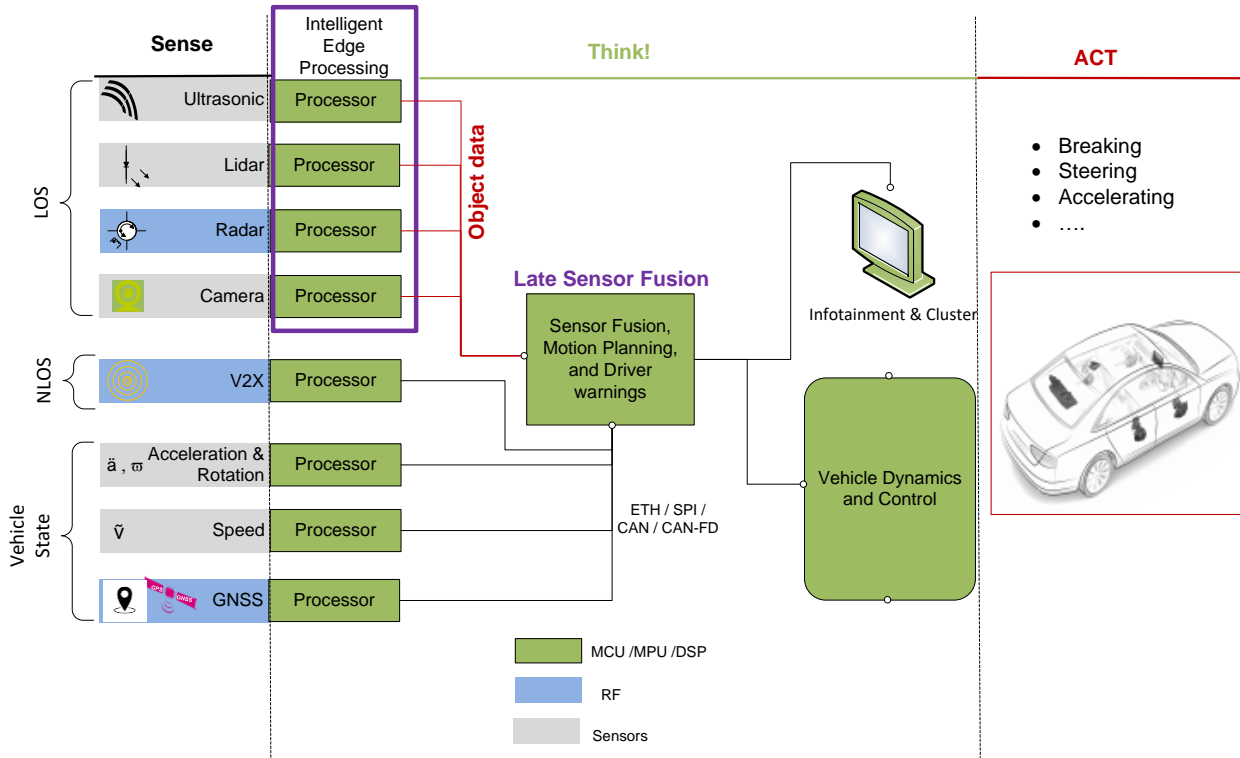 Sense
Intelligent
Edge
Processing
Think!
ACT
LOS
Ultrasonic
Processor
Lidar
Processor
Radar
Processor
Camera
Processor
Object data
NLOS
V2X
Processor
Vehicle
State
ä , ϖ
Acceleration &
Rotation
Processor
ṽ
Speed
Processor
GPS
GNSS
GNSS
Processor
Late Sensor Fusion
Sensor Fusion,
Motion Planning,
and Driver
warnings
ETH / SPI /
CAN / CAN-FD
Infotainment & Cluster
Vehicle Dynamics
and Control
• Breaking
• Steering
• Accelerating
• ….
MCU /MPU /DSP
RF
Sensors